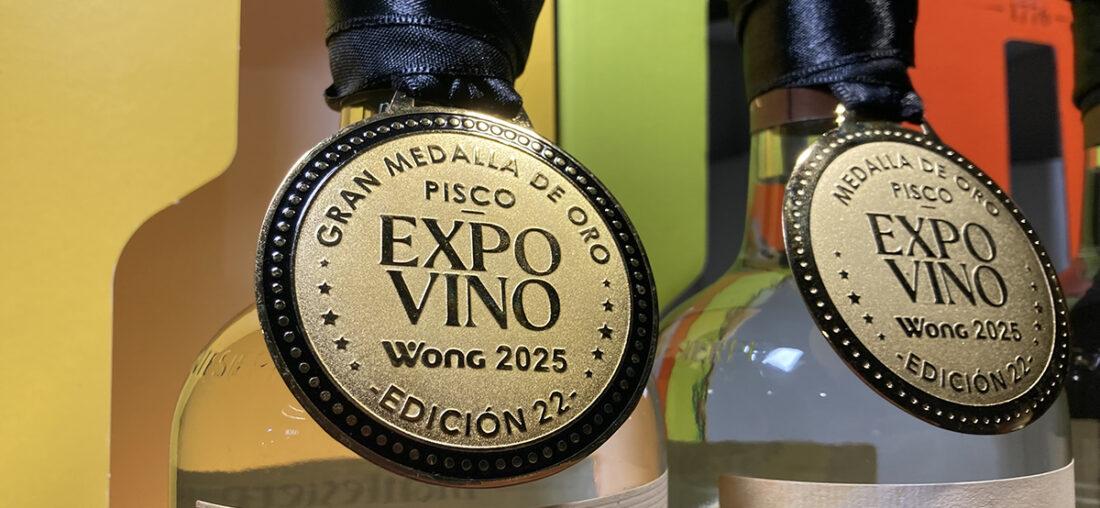 GRAN MEDALLA DE ORO
PISCO
EXPO
VINO
Wong 2025
-EDICIÓN 22-
1776
MEDALLA DE ORO
PISCO
EXPO
VINO
Wong 2025
-EDICIÓN 22-